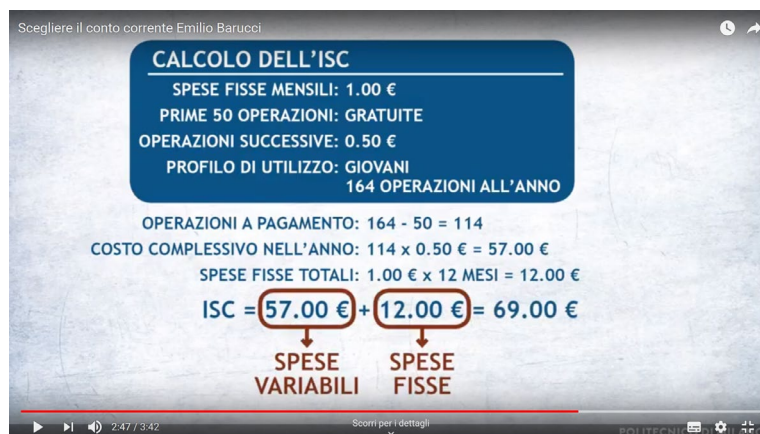 Scegliere il conto corrente Emilio Barucci
CALCOLO DELL'ISC
SPESE FISSE MENSILI: 1.00 €
PRIME 50 OPERAZIONI: GRATUITE
OPERAZIONI SUCCESSIVE: 0.50 €
PROFILO DI UTILIZZO: GIOVANI
164 OPERAZIONI ALL'ANNO
OPERAZIONI A PAGAMENTO: 164 - 50 = 114
COSTO COMPLESSIVO NELL'ANNO: 114 x 0.50 € = 57.00 €
SPESE FISSE TOTALI: 1.00 € x 12 MESI = 12.00 €
ISC = 57.00 € + 12.00 € = 69.00 €
SPESE VARIABILI
SPESE FISSE
2:47 / 3:42
Scorri per i dettagli